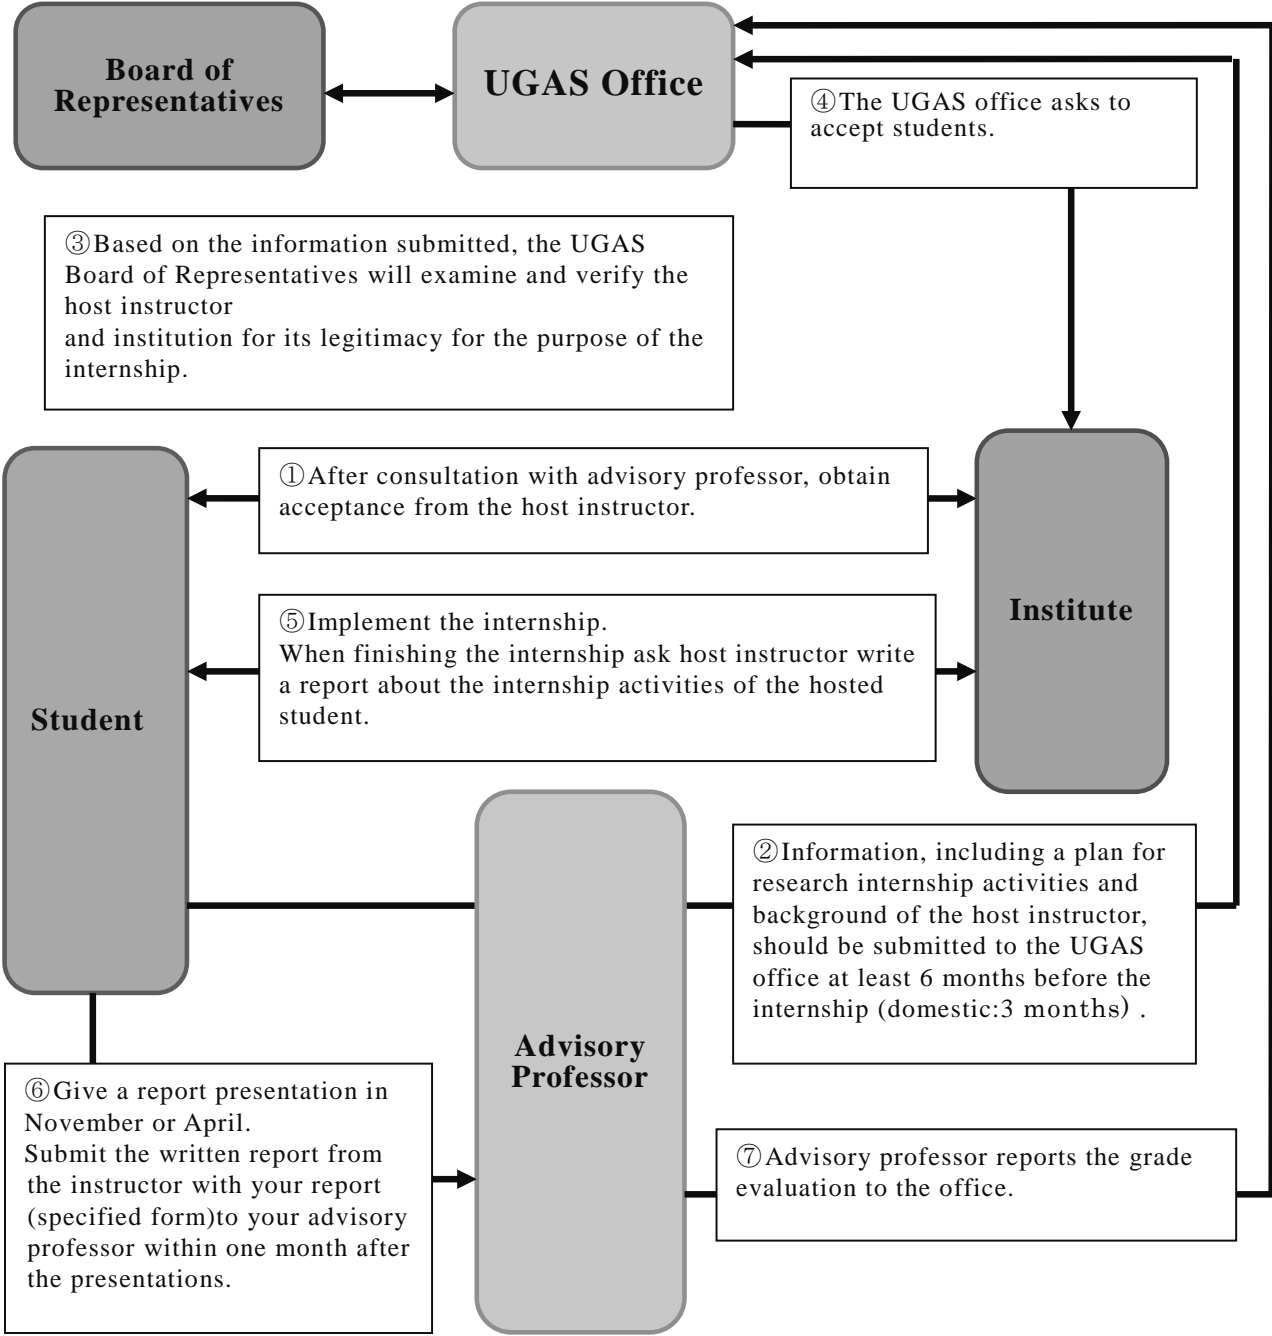 Board of
Representatives
UGAS Office
④The UGAS office asks to
accept students.
③Based on the information submitted, the UGAS
Board of Representatives will examine and verify the
host instructor
and institution for its legitimacy for the purpose of the
internship.
①After consultation with advisory professor, obtain
acceptance from the host instructor.
Institute
⑤Implement the internship.
When finishing the internship ask host instructor write
a report about the internship activities of the hosted
student.
Student
②Information, including a plan for
research internship activities and
background of the host instructor,
should be submitted to the UGAS
office at least 6 months before the
internship (domestic:3 months) .
Advisory
Professor
⑥Give a report presentation in
November or April.
Submit the written report from
the instructor with your report
(specified form)to your advisory
professor within one month after
the presentations.
⑦Advisory professor reports the grade
evaluation to the office.